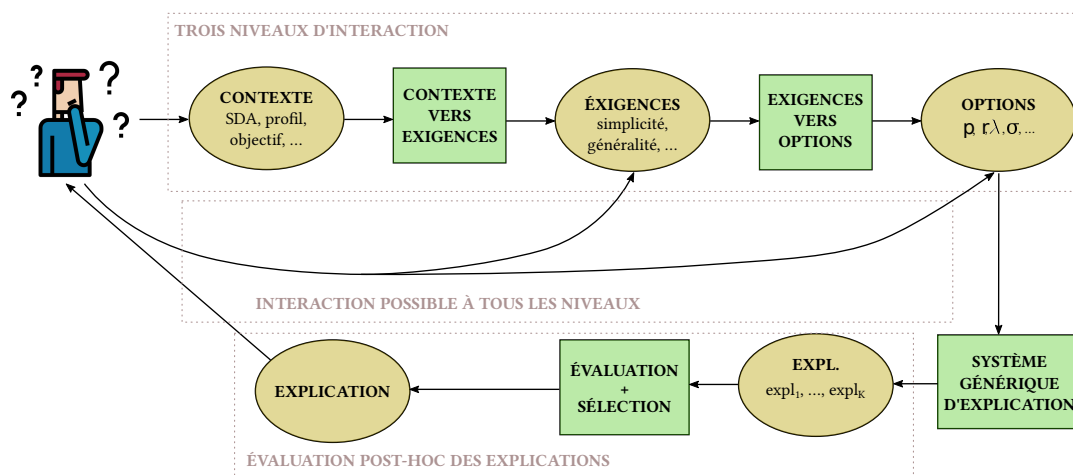 TROIS NIVEAUX D'INTERACTION
? ? ? ?
CONTEXTE
SDA, profil,
objectif, ...
CONTEXTE
VERS
EXIGENCES
ÉXIGENCES
simplicité,
généralité, ...
EXIGENCES
VERS
OPTIONS
OPTIONS
p, r, λ, σ, ...
INTERACTION POSSIBLE À TOUS LES NIVEAUX
EXPLICATION
ÉVALUATION
+
SÉLECTION
EXPL.
expl₁, ..., explₖ
SYSTÈME
GÉNÉRIQUE
D'EXPLICATION
ÉVALUATION POST-HOC DES EXPLICATIONS